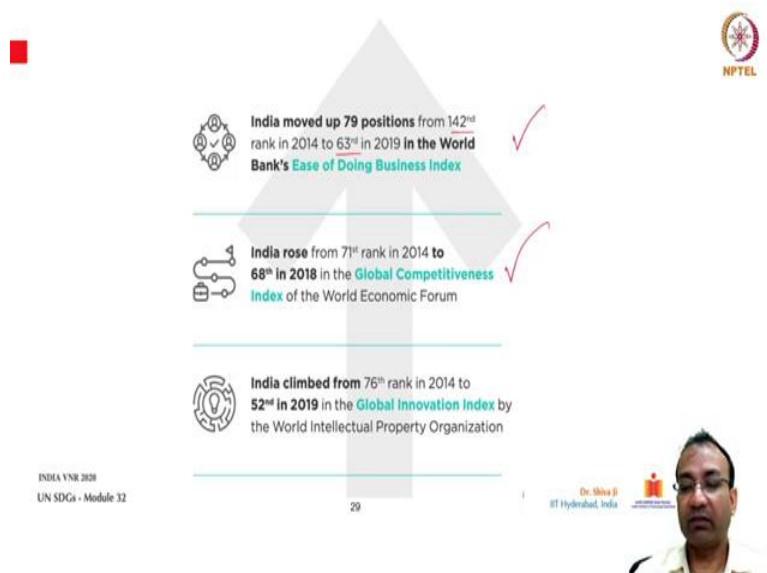 NPTEL
India moved up 79 positions from 142nd
rank in 2014 to 63rd in 2019 in the World
Bank's Ease of Doing Business Index
India rose from 71st rank in 2014 to
68th in 2018 in the Global Competitiveness
Index of the World Economic Forum
India climbed from 76th rank in 2014 to
52nd in 2019 in the Global Innovation Index by
the World Intellectual Property Organization
INDIA VNR 2020
UN SDGs - Module 32
29
Dr. Shiva Ji
IIT Hyderabad, India